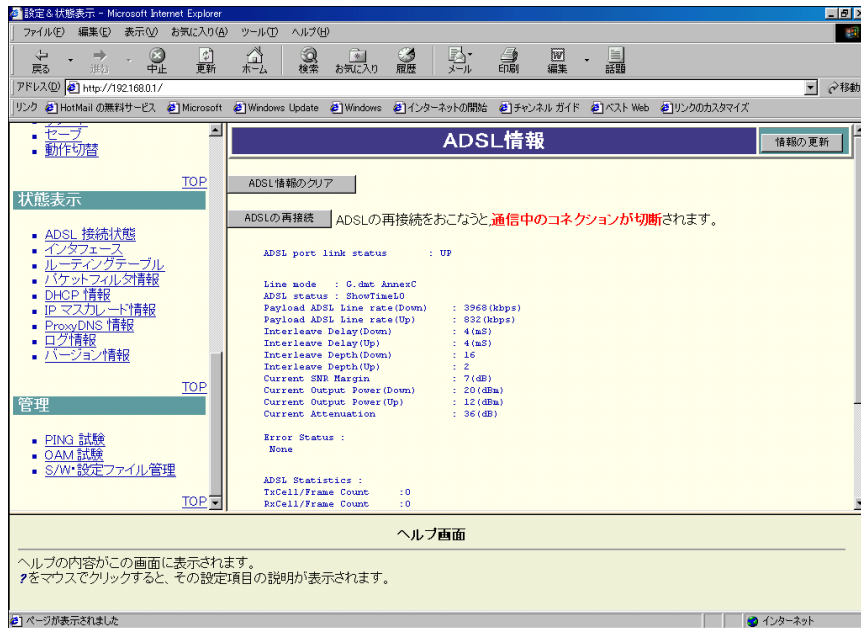 設定&状態表示 - Microsoft Internet Explorer
ファイル(F) 編集(E) 表示(V) お気に入り(A) ツール(T) ヘルプ(H)
戻る 進む 中止 更新 ホーム 検索 お気に入り 履歴 メール 印刷 編集 話題
アドレス(D) http://192.168.0.1/ 移動
リンク HotMail の無料サービス Microsoft Windows Update Windows インターネットの開始 チャンネル ガイド ベスト Web リンクのカスタマイズ
セーブ
動作切替
TOP
状態表示
ADSL 接続状態
インタフェース
ルーティングテーブル
パケットフィルタ情報
DHCP 情報
IP マスカレード情報
ProxyDNS 情報
ログ情報
バージョン情報
TOP
管理
PING 試験
OAM 試験
S/W・設定ファイル管理
TOP
ADSL情報
情報の更新
ADSL情報のクリア
ADSLの再接続 ADSLの再接続をおこなうと,通信中のコネクションが切断されます。
ADSL port link status : UP
Line mode : G.dmt AnnexC
ADSL status : ShowTimeL0
Payload ADSL Line rate(Down) : 3968(kbps)
Payload ADSL Line rate(Up) : 832(kbps)
Interleave Delay(Down) : 4(mS)
Interleave Delay(Up) : 4(mS)
Interleave Depth(Down) : 16
Interleave Depth(Up) : 2
Current SNR Margin : 7(dB)
Current Output Power(Down) : 20(dBm)
Current Output Power(Up) : 12(dBm)
Current Attenuation : 36(dB)
Error Status :
None
ADSL Statistics :
TxCell/Frame Count :0
RxCell/Frame Count :0
ヘルプ画面
ヘルプの内容がこの画面に表示されます。
?をマウスでクリックすると、その設定項目の説明が表示されます。
ページが表示されました インターネット